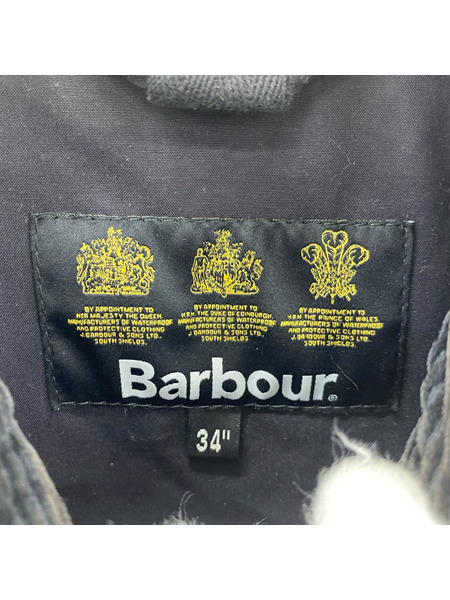 BY APPOINTMENT TO
HER MAJESTY THE QUEEN.
MANUFACTURERS OF WATERPROOF
AND PROTECTIVE CLOTHING
J.BARBOUR & SONS LTD
SOUTH SHIELDS.
BY APPOINTMENT TO
H.R.H. THE DUKE OF EDINBURGH.
MANUFACTURERS OF WATERPROOF
AND PROTECTIVE CLOTHING
J.BARBOUR & SONS LTD
SOUTH SHIELDS.
BY APPOINTMENT TO
H.R.H. THE PRINCE OF WALES.
MANUFACTURERS OF WATERPROOF
AND PROTECTIVE CLOTHING
J.BARBOUR & SONS LTD
SOUTH SHIELDS.
Barbour®
34"